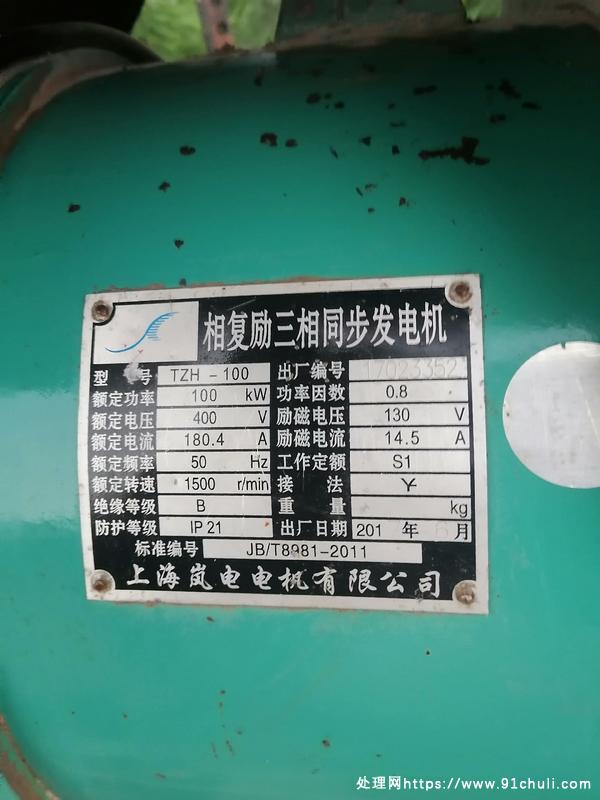 相复励三相同步发电机
型号 TZH-100 出厂编号 17023352
额定功率 100 kW 功率因数 0.8
额定电压 400 V 励磁电压 130 V
额定电流 180.4 A 励磁电流 14.5 A
额定频率 50 Hz 工作定额 S1
额定转速 1500 r/min 接法 Y
绝缘等级 B 重量 kg
防护等级 IP21 出厂日期 201 年 月
标准编号 JB/T8981-2011
上海岚电电机有限公司
处理网https://www.91chuli.com